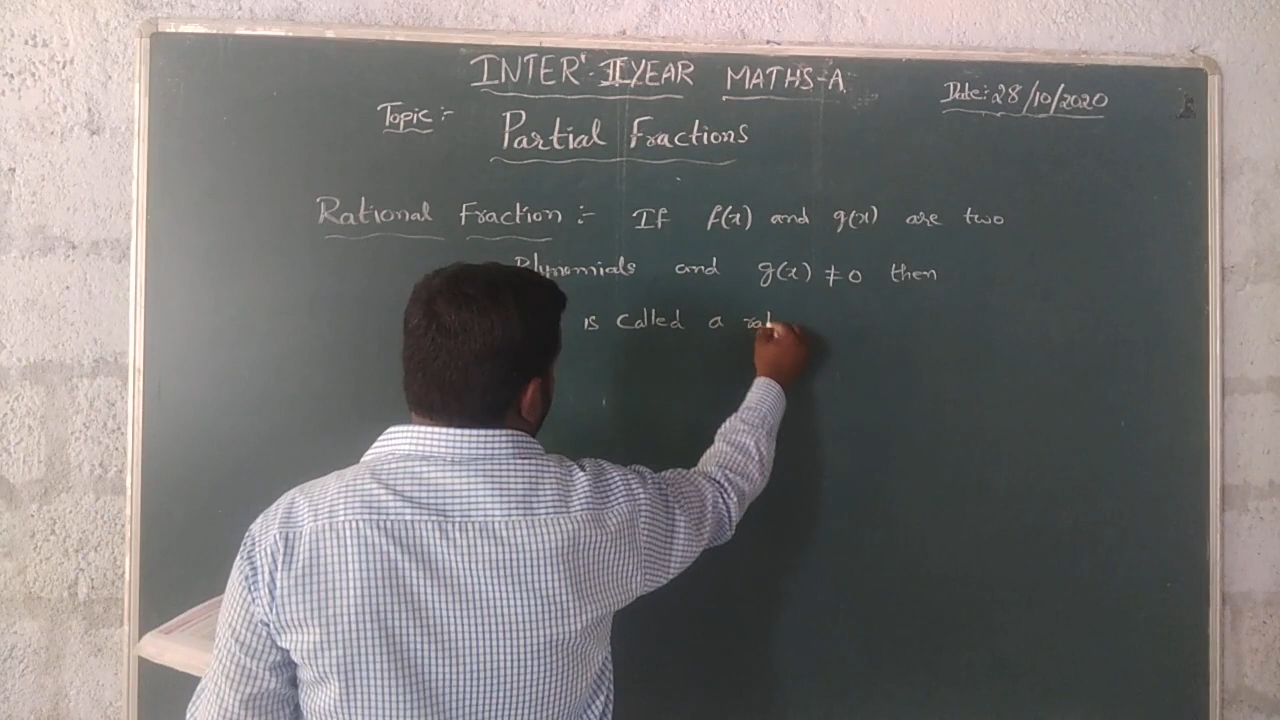 INTER' II YEAR MATHS-A
Date: 28/10/2020
Topic :-
Partial Fractions
Rational Fraction :- If f(x) and g(x) are two
Polynomials and g(x) ≠ 0 then
is called a